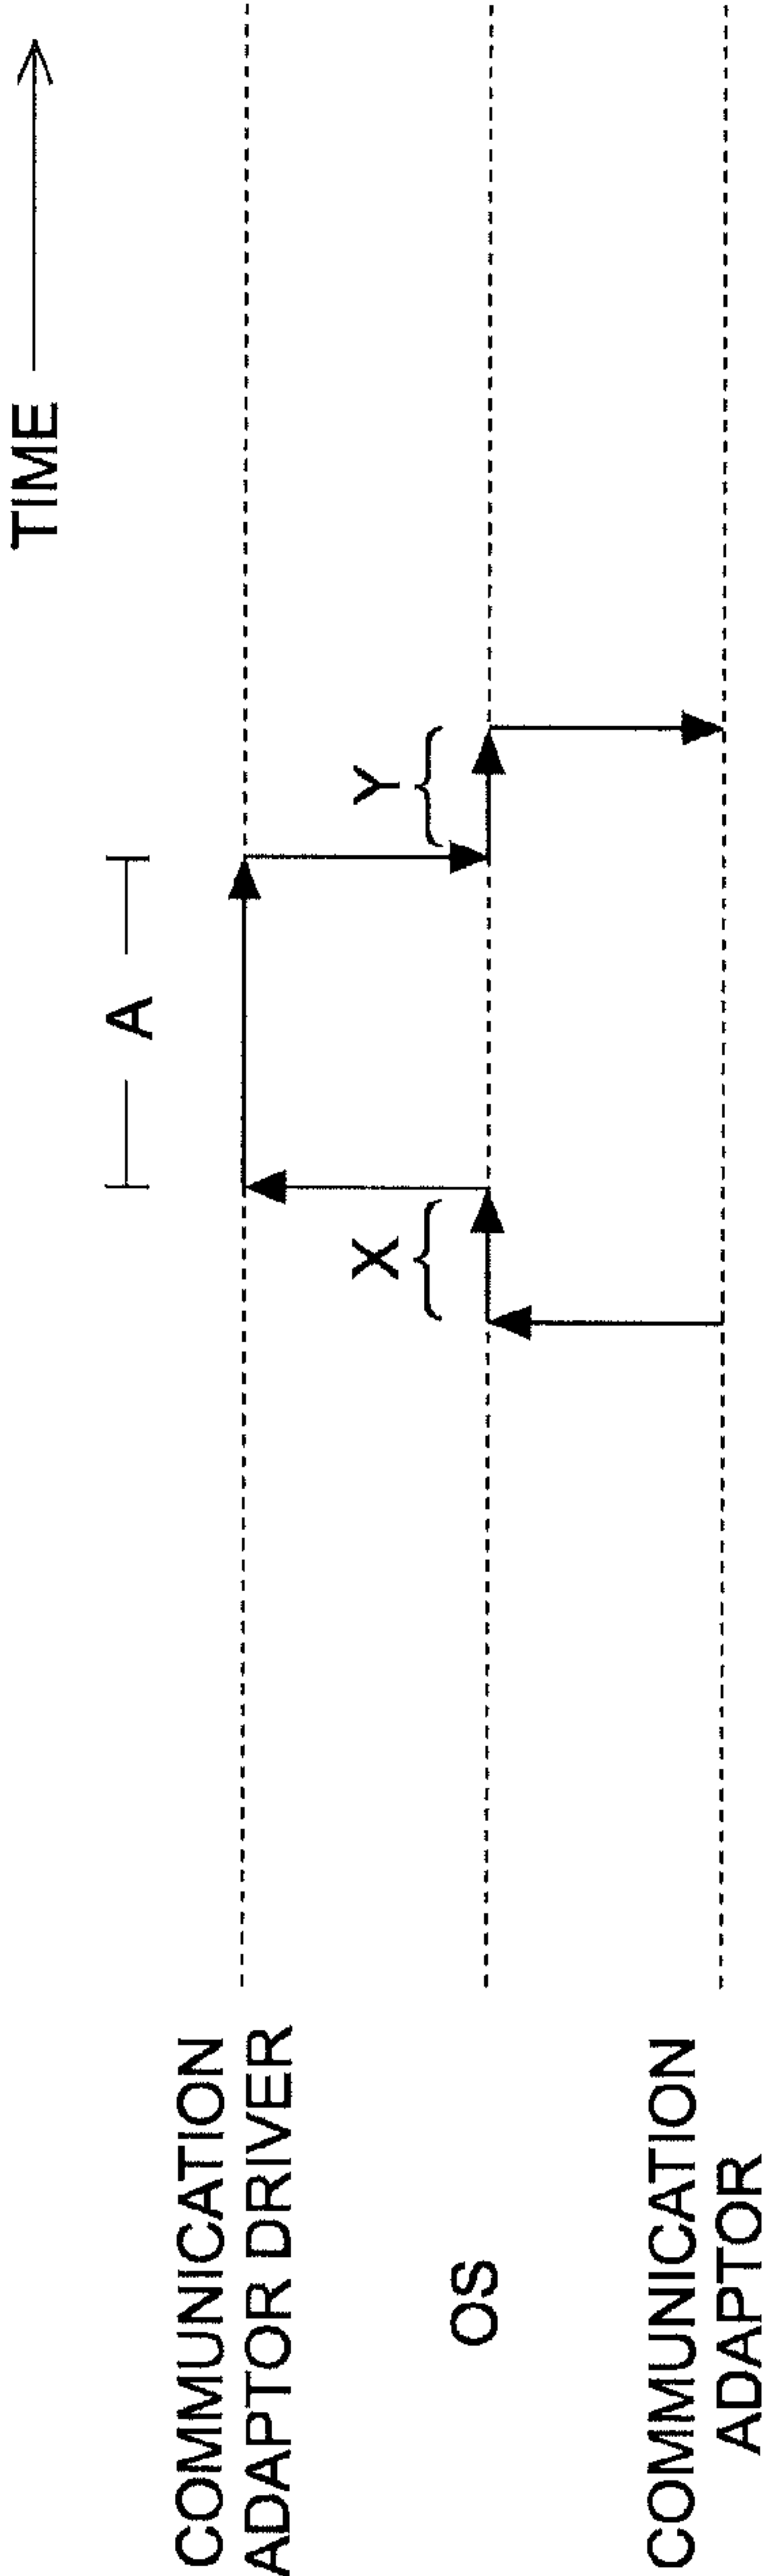 TIME
A
COMMUNICATION
ADAPTOR DRIVER
X
Y
OS
COMMUNICATION
ADAPTOR